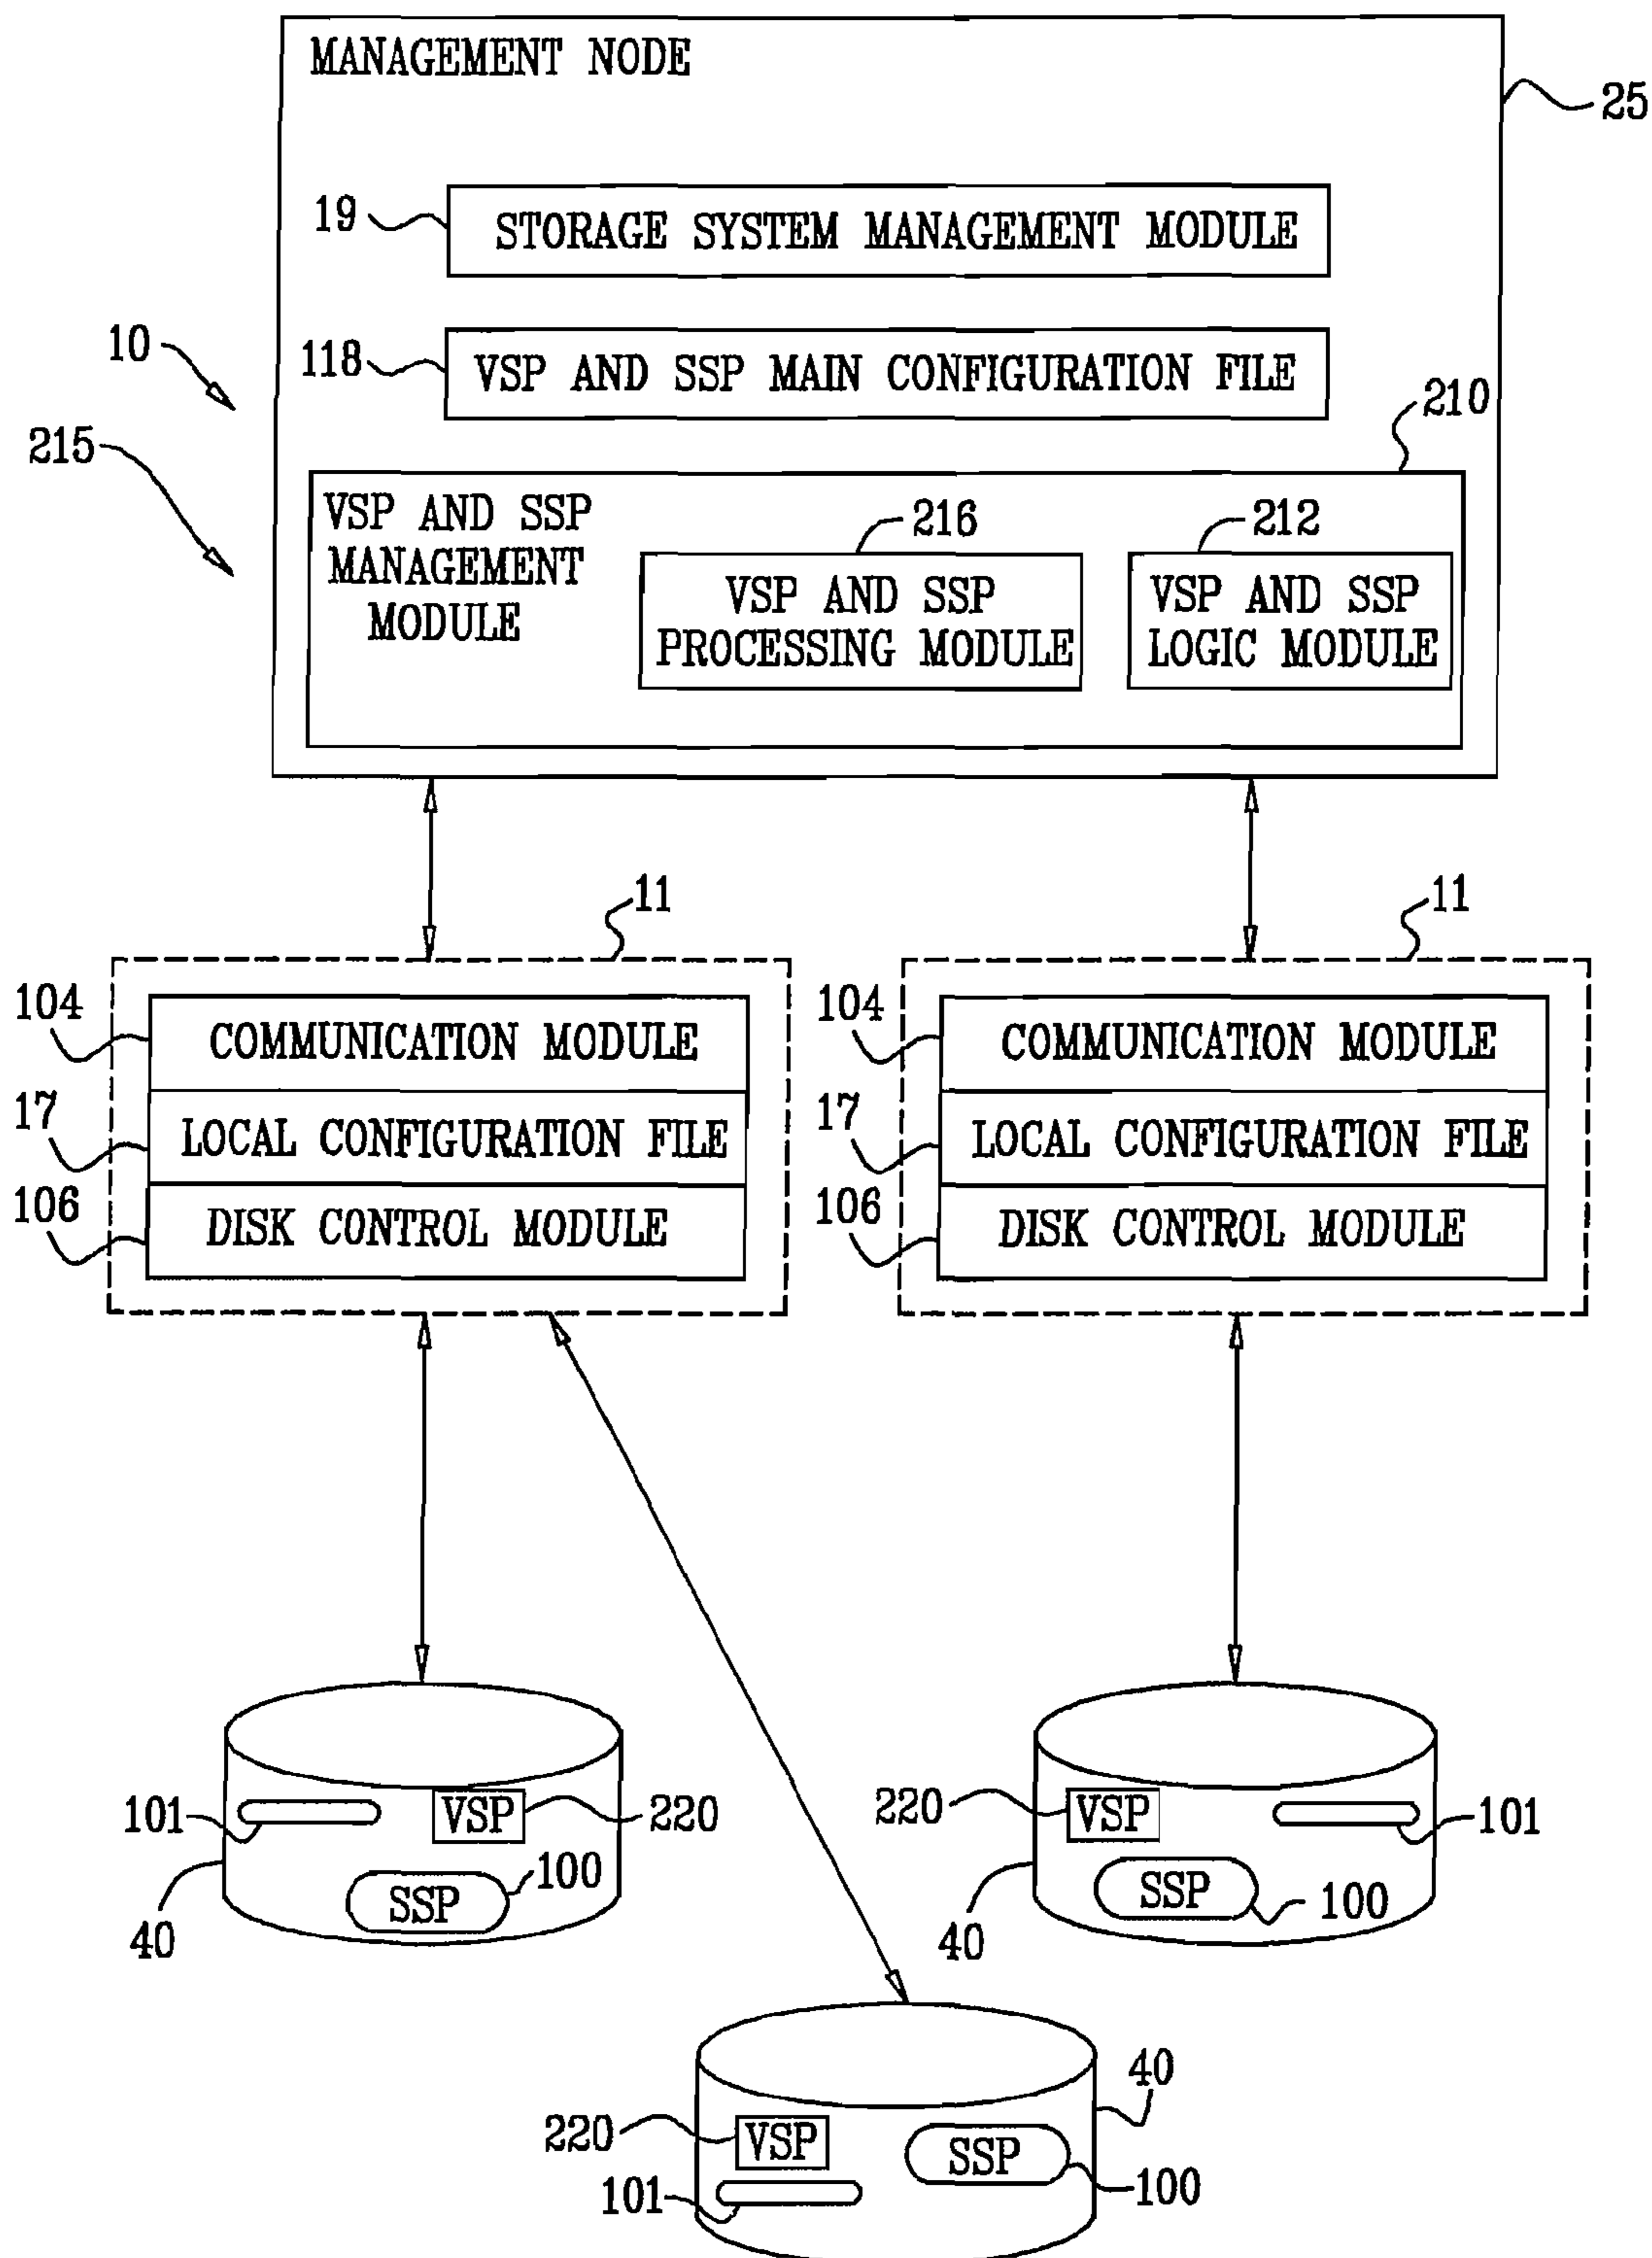 MANAGEMENT NODE
25
19
STORAGE SYSTEM MANAGEMENT MODULE
10
118
VSP AND SSP MAIN CONFIGURATION FILE
210
215
VSP AND SSP
MANAGEMENT
MODULE
216
212
VSP AND SSP
PROCESSING MODULE
VSP AND SSP
LOGIC MODULE
11
11
104
COMMUNICATION MODULE
17
LOCAL CONFIGURATION FILE
106
DISK CONTROL MODULE
104
COMMUNICATION MODULE
17
LOCAL CONFIGURATION FILE
106
DISK CONTROL MODULE
101
VSP
220
100
SSP
40
220
VSP
101
SSP
100
40
40
220
VSP
SSP
101
100